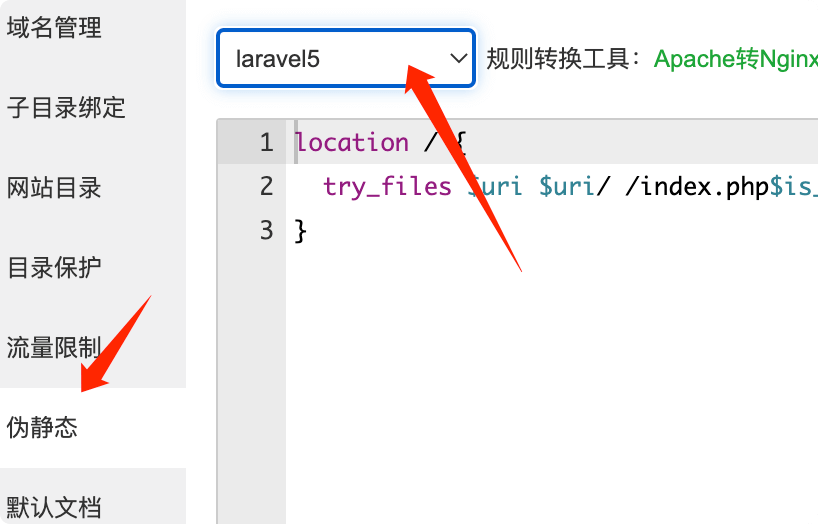 域名管理
子目录绑定
网站目录
目录保护
流量限制
伪静态
默认文档
laravel5
规则转换工具：Apache转Nginx
1 location / {
2 try_files $uri $uri/ /index.php$is_
3 }